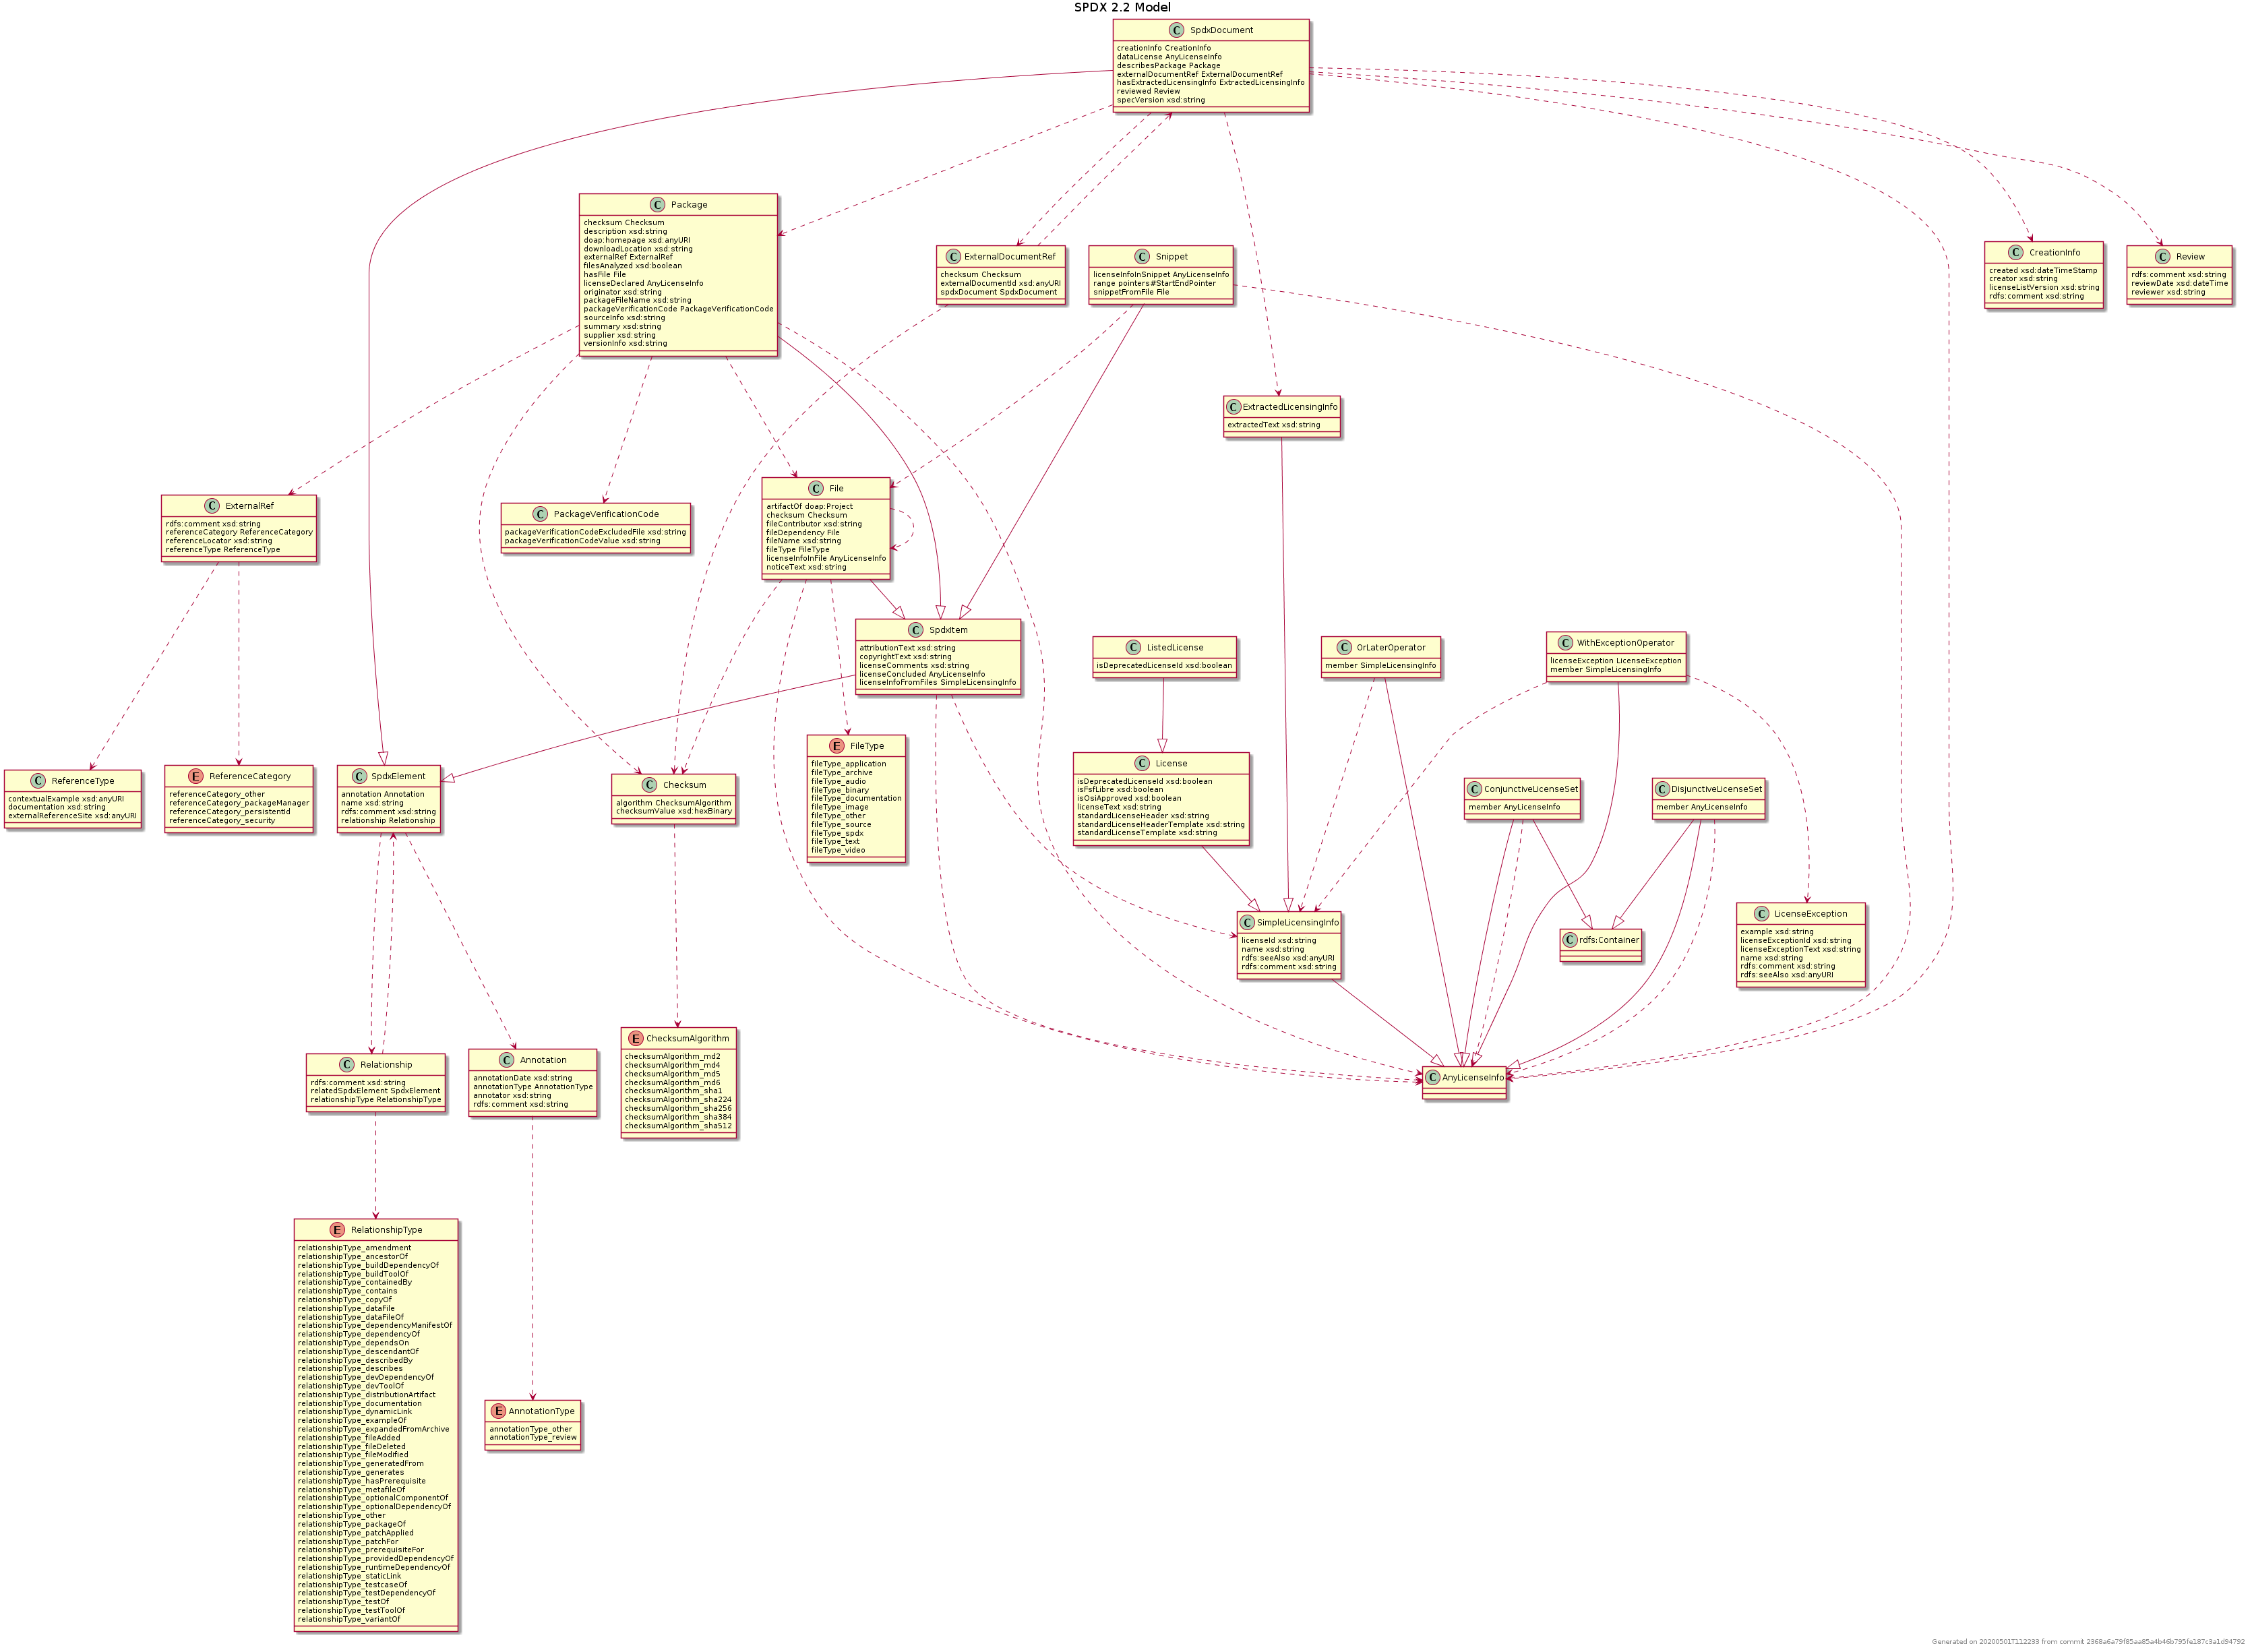 SPDX 2.2 Model
C SpdxDocument
creationInfo CreationInfo
dataLicense AnyLicenseInfo
describesPackage Package
externalDocumentRef ExternalDocumentRef
hasExtractedLicensingInfo ExtractedLicensingInfo
reviewed Review
specVersion xsd:string
C Package
checksum Checksum
description xsd:string
doap:homepage xsd:anyURI
downloadLocation xsd:string
externalRef ExternalRef
filesAnalyzed xsd:boolean
hasFile File
licenseDeclared AnyLicenseInfo
originator xsd:string
packageFileName xsd:string
packageVerificationCode PackageVerificationCode
sourceInfo xsd:string
summary xsd:string
supplier xsd:string
versionInfo xsd:string
C ExternalDocumentRef
checksum Checksum
externalDocumentId xsd:anyURI
spdxDocument SpdxDocument
C Snippet
licenseInfoInSnippet AnyLicenseInfo
range pointers#StartEndPointer
snippetFromFile File
C CreationInfo
created xsd:dateTimeStamp
creator xsd:string
licenseListVersion xsd:string
rdfs:comment xsd:string
C Review
rdfs:comment xsd:string
reviewDate xsd:dateTime
reviewer xsd:string
C ExtractedLicensingInfo
extractedText xsd:string
C ExternalRef
rdfs:comment xsd:string
referenceCategory ReferenceCategory
referenceLocator xsd:string
referenceType ReferenceType
C PackageVerificationCode
packageVerificationCodeExcludedFile xsd:string
packageVerificationCodeValue xsd:string
C File
artifactOf doap:Project
checksum Checksum
fileContributor xsd:string
fileDependency File
fileName xsd:string
fileType FileType
licenseInfoInFile AnyLicenseInfo
noticeText xsd:string
C SpdxItem
attributionText xsd:string
copyrightText xsd:string
licenseComments xsd:string
licenseConcluded AnyLicenseInfo
licenseInfoFromFiles SimpleLicensingInfo
C ListedLicense
isDeprecatedLicenseId xsd:boolean
C OrLaterOperator
member SimpleLicensingInfo
C WithExceptionOperator
licenseException LicenseException
member SimpleLicensingInfo
C ReferenceType
contextualExample xsd:anyURI
documentation xsd:string
externalReferenceSite xsd:anyURI
E ReferenceCategory
referenceCategory_other
referenceCategory_packageManager
referenceCategory_persistentId
referenceCategory_security
C SpdxElement
annotation Annotation
name xsd:string
rdfs:comment xsd:string
relationship Relationship
C Checksum
algorithm ChecksumAlgorithm
checksumValue xsd:hexBinary
E FileType
fileType_application
fileType_archive
fileType_audio
fileType_binary
fileType_documentation
fileType_image
fileType_other
fileType_source
fileType_spdx
fileType_text
fileType_video
C License
isDeprecatedLicenseId xsd:boolean
isFsfLibre xsd:boolean
isOsiApproved xsd:boolean
licenseText xsd:string
standardLicenseHeader xsd:string
standardLicenseHeaderTemplate xsd:string
standardLicenseTemplate xsd:string
C ConjunctiveLicenseSet
member AnyLicenseInfo
C DisjunctiveLicenseSet
member AnyLicenseInfo
C SimpleLicensingInfo
licenseId xsd:string
name xsd:string
rdfs:seeAlso xsd:anyURI
rdfs:comment xsd:string
C rdfs:Container
C LicenseException
example xsd:string
licenseExceptionId xsd:string
licenseExceptionText xsd:string
name xsd:string
rdfs:comment xsd:string
rdfs:seeAlso xsd:anyURI
C Relationship
rdfs:comment xsd:string
relatedSpdxElement SpdxElement
relationshipType RelationshipType
C Annotation
annotationDate xsd:string
annotationType AnnotationType
annotator xsd:string
rdfs:comment xsd:string
E ChecksumAlgorithm
checksumAlgorithm_md2
checksumAlgorithm_md4
checksumAlgorithm_md5
checksumAlgorithm_md6
checksumAlgorithm_sha1
checksumAlgorithm_sha224
checksumAlgorithm_sha256
checksumAlgorithm_sha384
checksumAlgorithm_sha512
C AnyLicenseInfo
E RelationshipType
relationshipType_amendment
relationshipType_ancestorOf
relationshipType_buildDependencyOf
relationshipType_buildToolOf
relationshipType_containedBy
relationshipType_contains
relationshipType_copyOf
relationshipType_dataFile
relationshipType_dataFileOf
relationshipType_dependencyManifestOf
relationshipType_dependencyOf
relationshipType_dependsOn
relationshipType_descendantOf
relationshipType_describedBy
relationshipType_describes
relationshipType_devDependencyOf
relationshipType_devToolOf
relationshipType_distributionArtifact
relationshipType_documentation
relationshipType_dynamicLink
relationshipType_exampleOf
relationshipType_expandedFromArchive
relationshipType_fileAdded
relationshipType_fileDeleted
relationshipType_fileModified
relationshipType_generatedFrom
relationshipType_generates
relationshipType_hasPrerequisite
relationshipType_metafileOf
relationshipType_optionalComponentOf
relationshipType_optionalDependencyOf
relationshipType_other
relationshipType_packageOf
relationshipType_patchApplied
relationshipType_patchFor
relationshipType_prerequisiteFor
relationshipType_providedDependencyOf
relationshipType_runtimeDependencyOf
relationshipType_staticLink
relationshipType_testcaseOf
relationshipType_testDependencyOf
relationshipType_testOf
relationshipType_testToolOf
relationshipType_variantOf
E AnnotationType
annotationType_other
annotationType_review
Generated on 20200501T112233 from commit 2368a6a79f85aa85a4b46b795fe187c3a1d94792